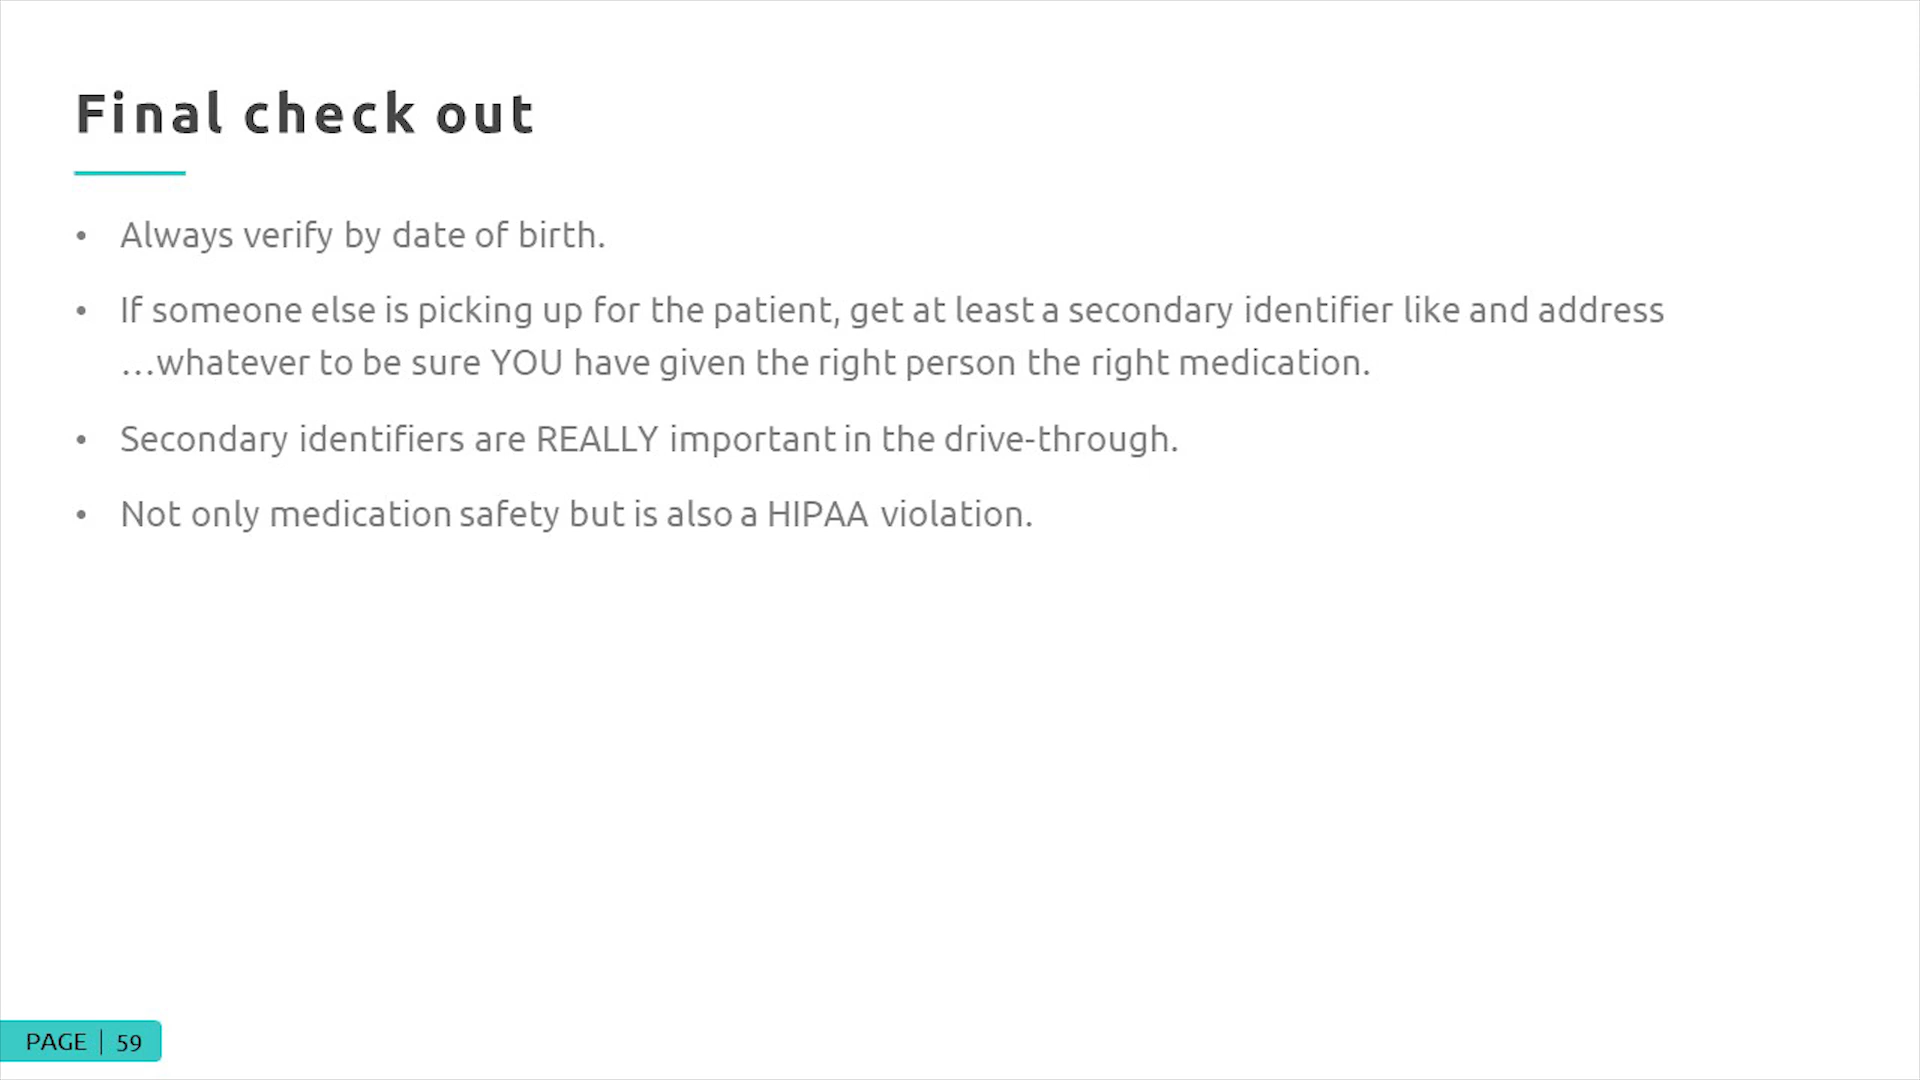 Final check out
• Always verify by date of birth.
• If someone else is picking up for the patient, get at least a secondary identifier like and address
...whatever to be sure YOU have given the right person the right medication.
• Secondary identifiers are REALLY important in the drive-through.
• Not only medication safety but is also a HIPAA violation.
PAGE | 59